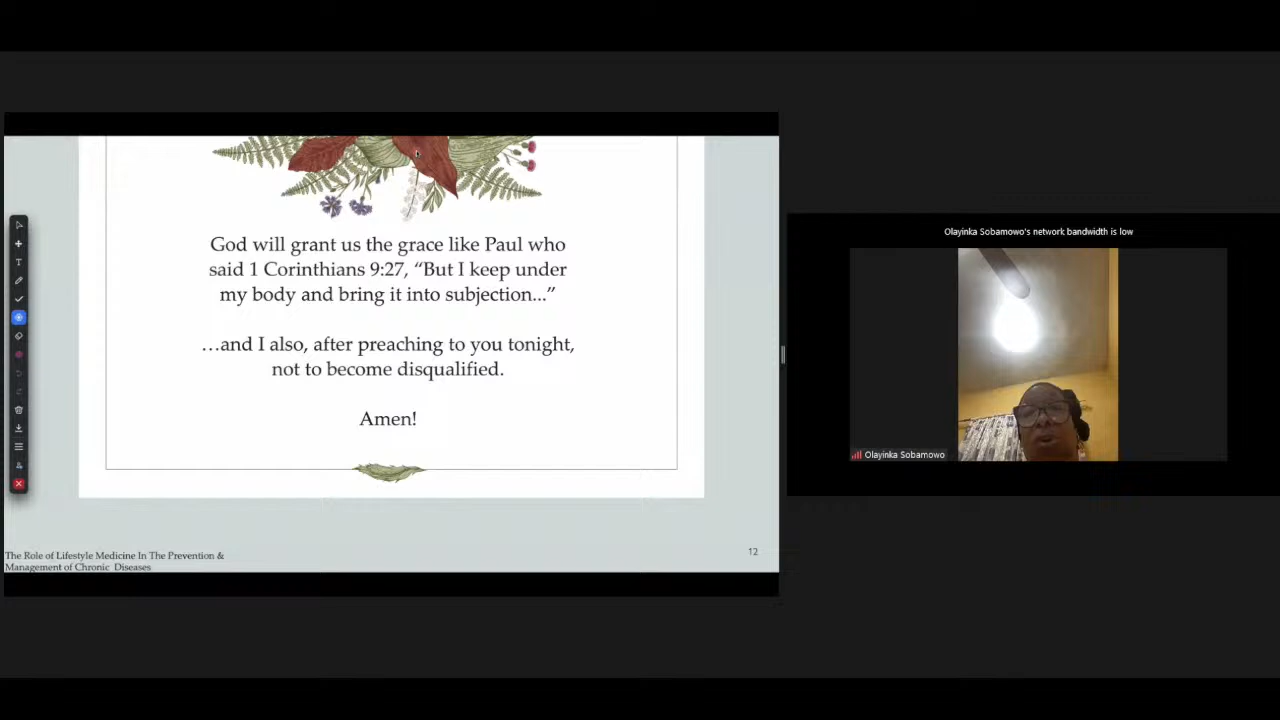 God will grant us the grace like Paul who
said 1 Corinthians 9:27, “But I keep under
my body and bring it into subjection...”
…and I also, after preaching to you tonight,
not to become disqualified.
Amen!
The Role of Lifestyle Medicine In The Prevention &
Management of Chronic Diseases
12
Olayinka Sobamowo's network bandwidth is low
Olayinka Sobamowo